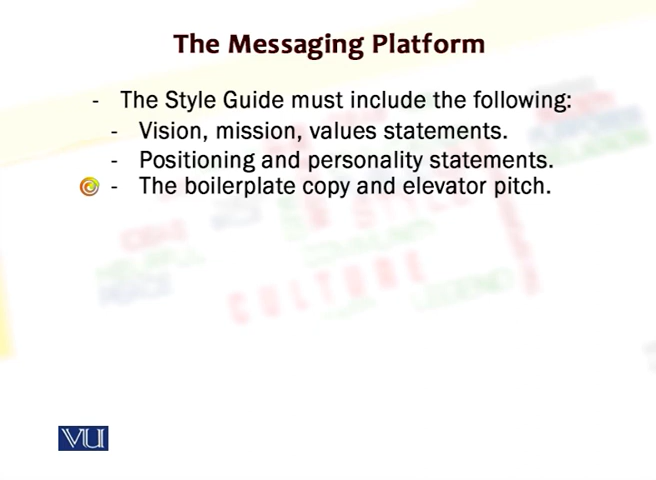 The Messaging Platform
- The Style Guide must include the following:
- Vision, mission, values statements.
- Positioning and personality statements.
- The boilerplate copy and elevator pitch.
CULTURE
VU